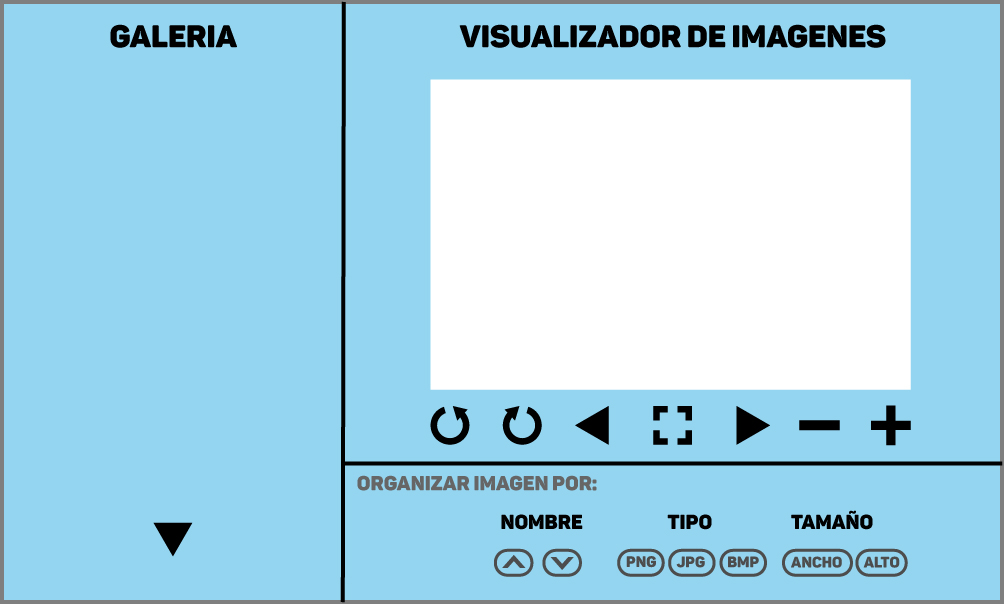 GALERIA
VISUALIZADOR DE IMAGENES
ORGANIZAR IMAGEN POR:
NOMBRE TIPO TAMAÑO
PNG JPG BMP ANCHO ALTO